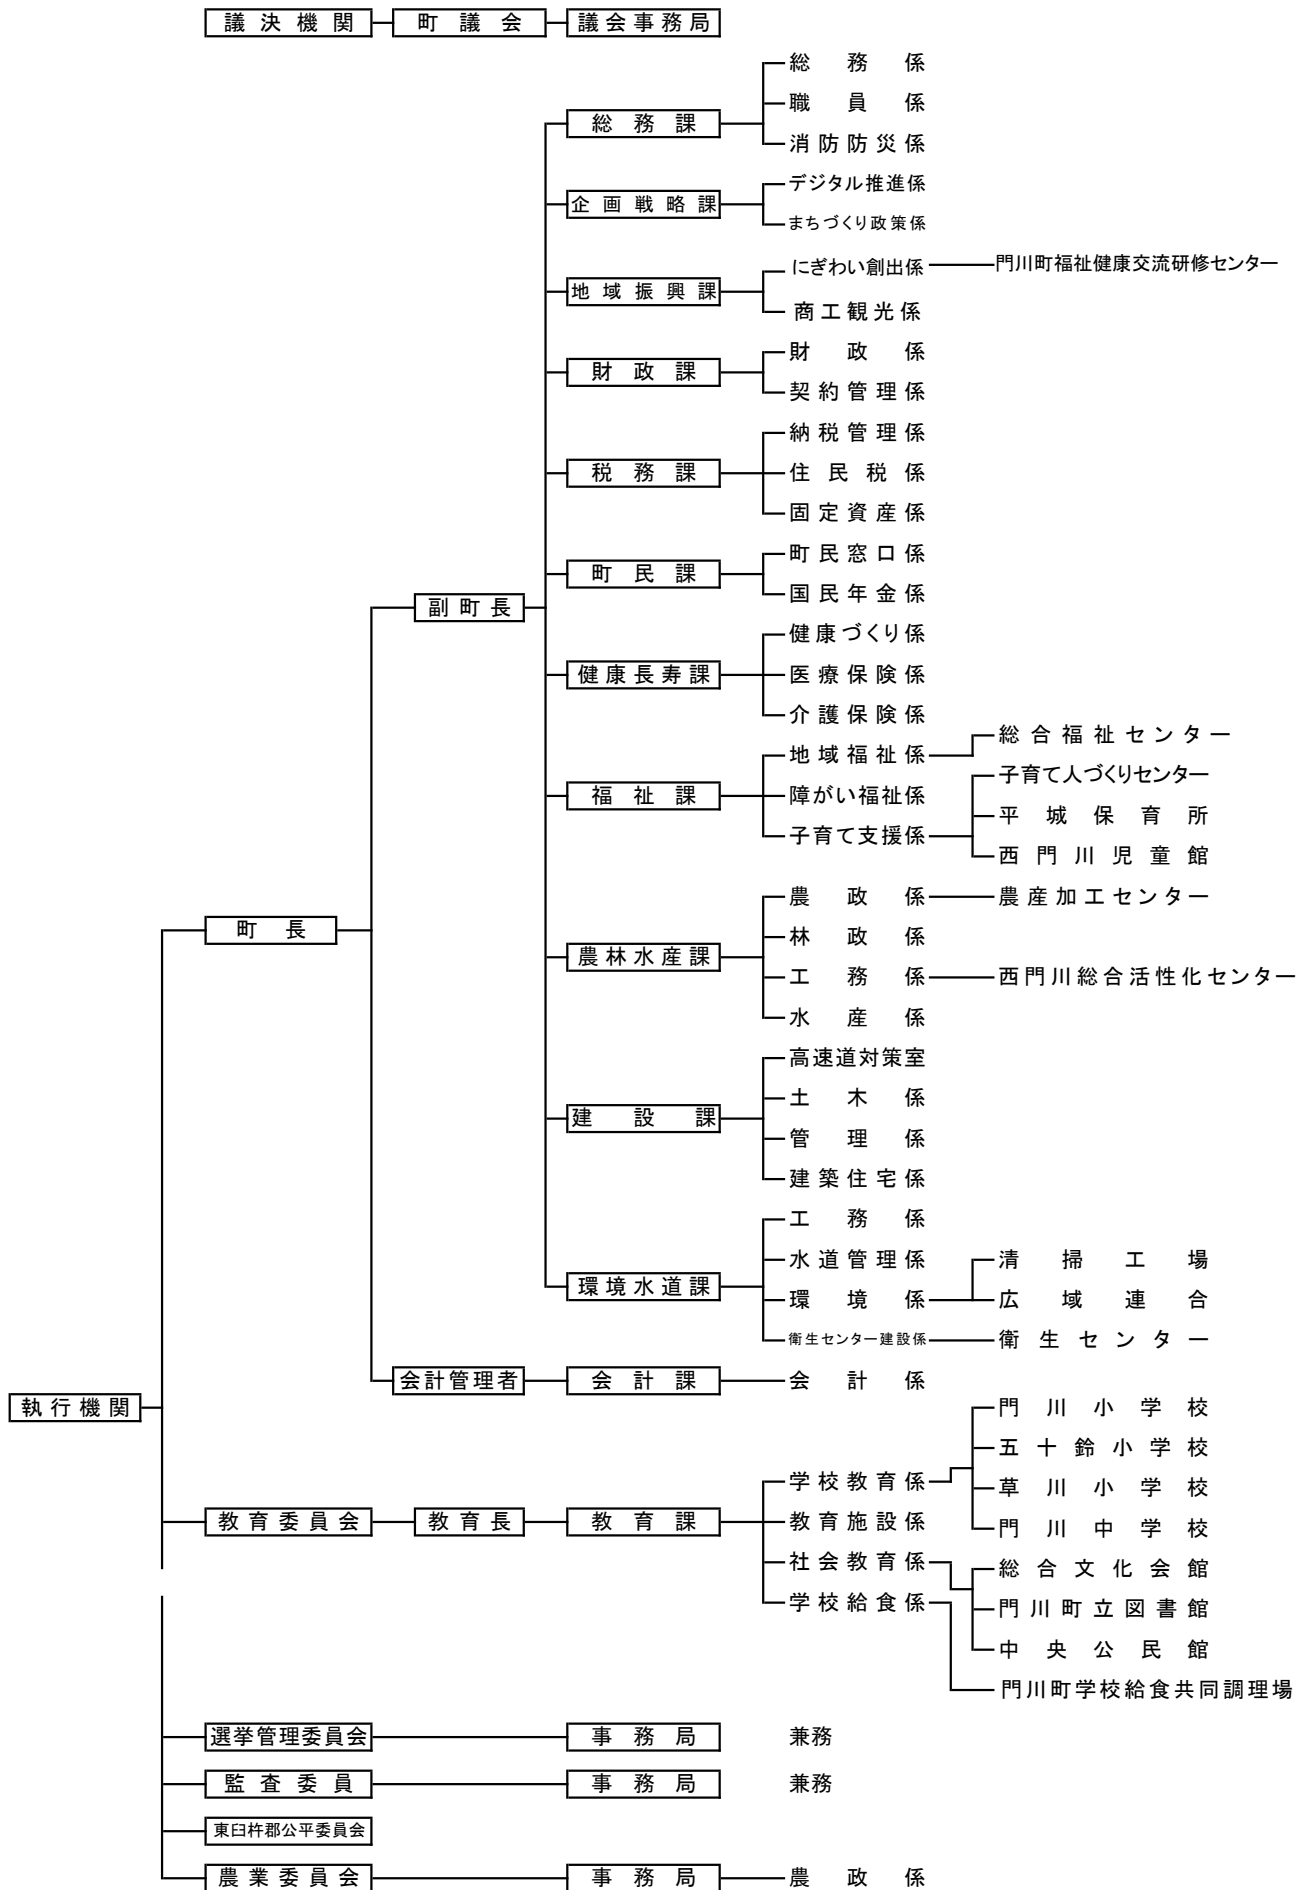 議決機関 町議会 議会事務局
総務係
職員係
総務課
消防防災係
デジタル推進係
企画戦略課
まちづくり政策係
にぎわい創出係 門川町福祉健康交流研修センター
地域振興課
商工観光係
財政係
財政課
契約管理係
納税管理係
税務課 住民税係
固定資産係
町民窓口係
町民課
国民年金係
副町長
健康づくり係
健康長寿課 医療保険係
介護保険係
総合福祉センター
地域福祉係
子育て人づくりセンター
福祉課 障がい福祉係
平城保育所
子育て支援係
西門川児童館
農政係 農産加工センター
町長
林政係
農林水産課
工務係 西門川総合活性化センター
水産係
高速道対策室
土木係
建設課
管理係
建築住宅係
工務係
水道管理係 清掃工場
環境水道課
環境係 広域連合
衛生センター建設係 衛生センター
会計管理者 会計課 会計係
執行機関
門川小学校
五十鈴小学校
学校教育係
草川小学校
教育委員会 教育長 教育課 教育施設係
門川中学校
社会教育係
総合文化会館
学校給食係 門川町立図書館
中央公民館
門川町学校給食共同調理場
選挙管理委員会 事務局 兼務
監査委員 事務局 兼務
東臼杵郡公平委員会
農業委員会 事務局 農政係